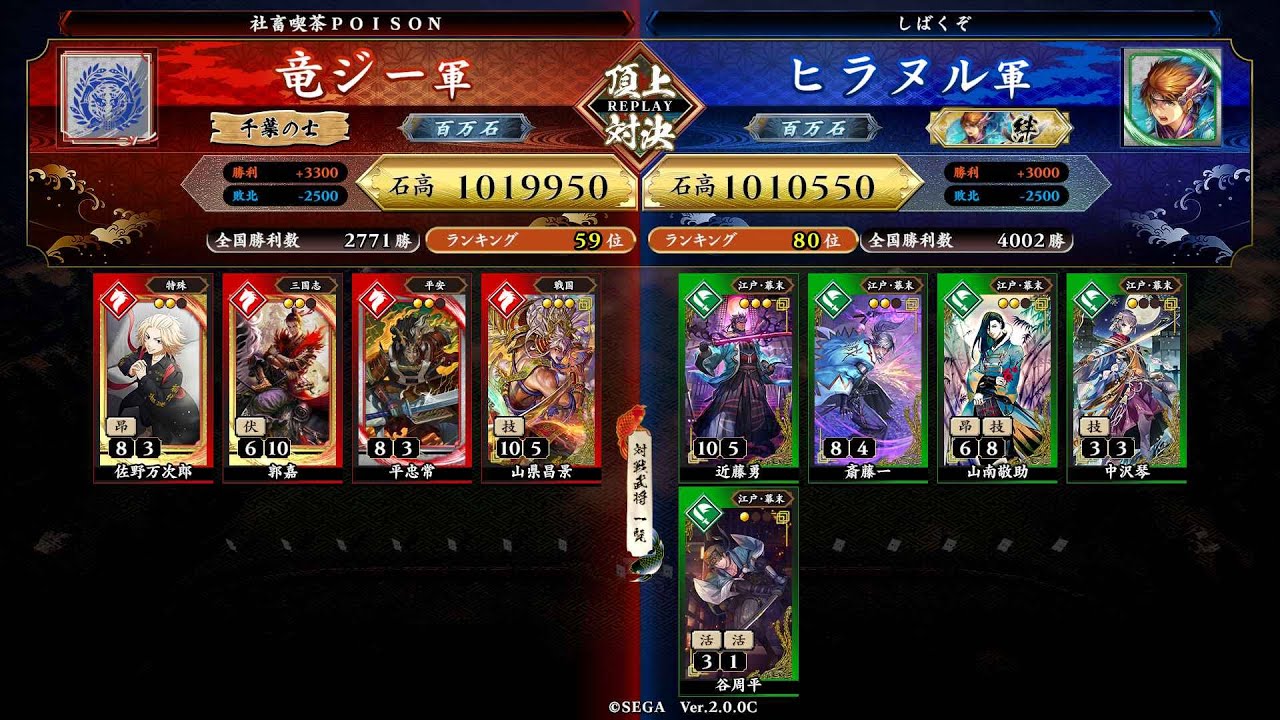 社畜喫茶POISON
しばくぞ
竜ジー軍
頂上
REPLAY
対決
ヒラヌル軍
千葉の士
百万石
百万石
絆
勝利 +3300
敗北 -2500
石高 1019950
石高 1010550
勝利 +3000
敗北 -2500
全国勝利数 2771勝
ランキング 59位
ランキング 80位
全国勝利数 4002勝
特殊
三国志
平安
戦国
江戸・幕末
江戸・幕末
江戸・幕末
江戸・幕末
昂
伏
技
昂 技
技
8 3
6 10
8 3
10 5
10 5
8 4
6 8
3 3
佐野万次郎
郭嘉
平忠常
山県昌景
近藤勇
斎藤一
山南敬助
中沢琴
対戦武将一覧
江戸・幕末
活 活
3 1
谷周平
©SEGA Ver.2.0.0C